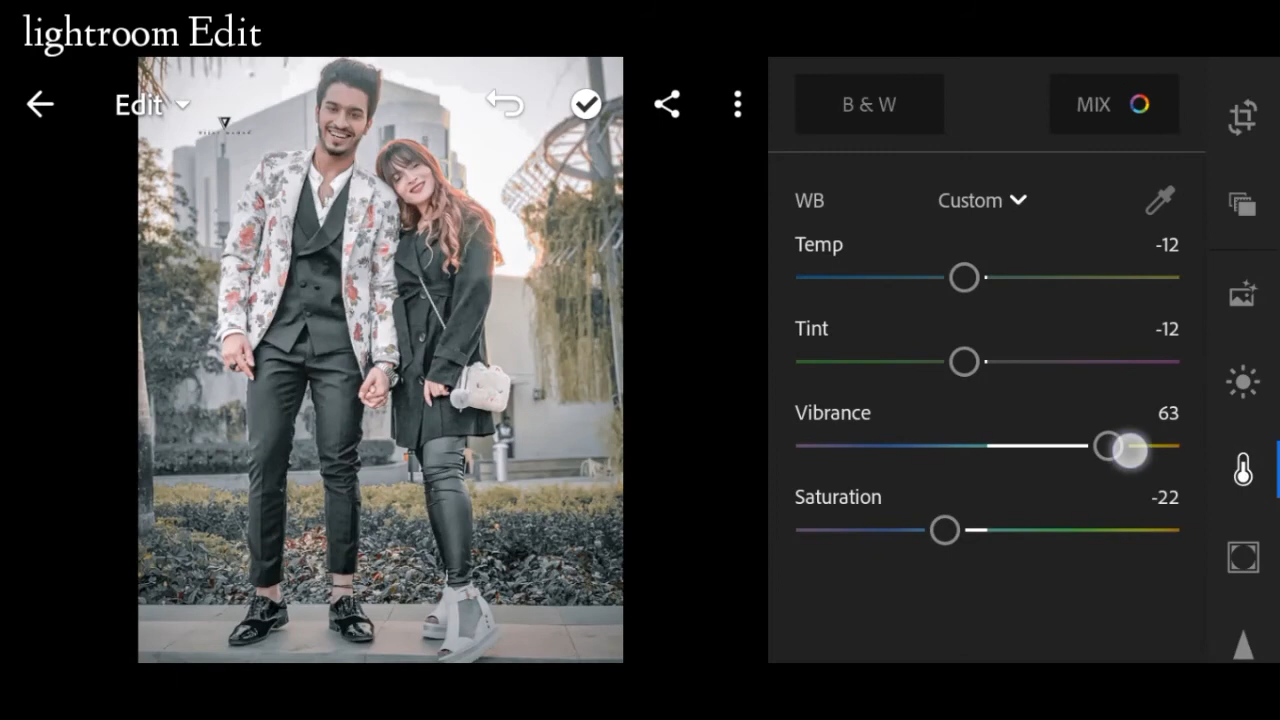 lightroom Edit
Edit
B & W
MIX
WB
Custom
Temp
-12
Tint
-12
Vibrance
63
Saturation
-22